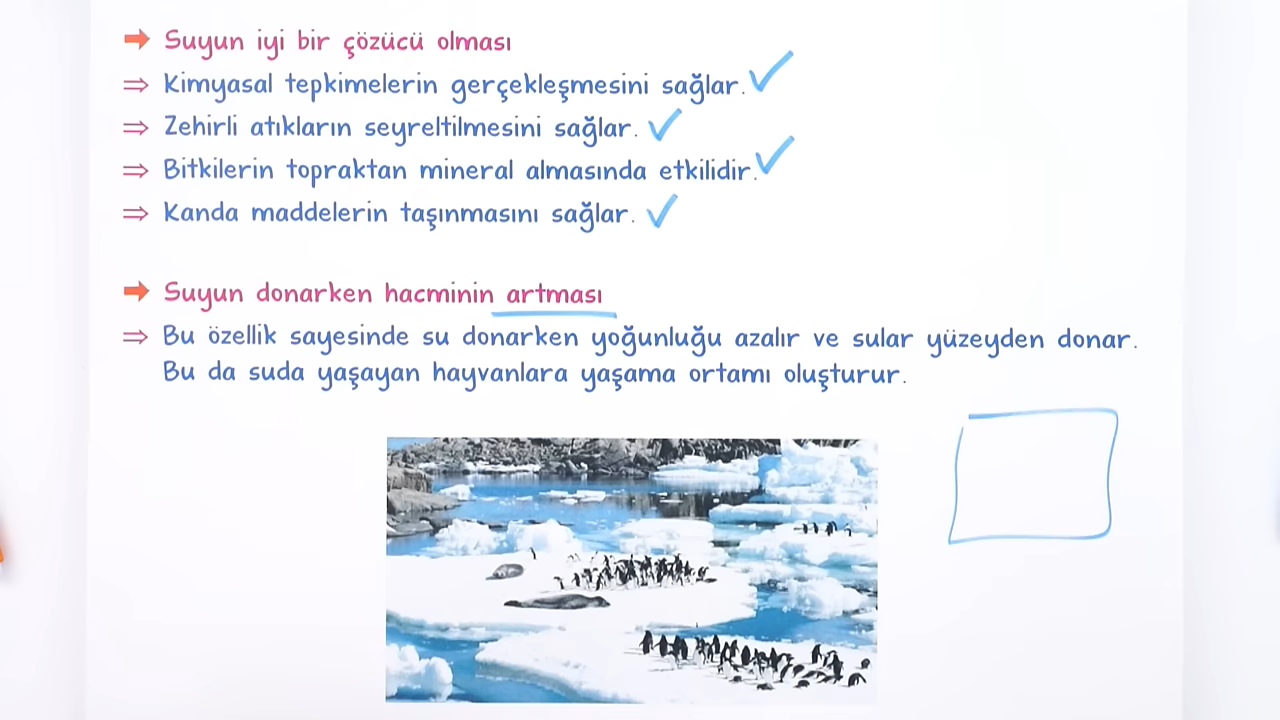 Suyun iyi bir çözücü olması
Kimyasal tepkimelerin gerçekleşmesini sağlar.
Zehirli atıkların seyreltilmesini sağlar.
Bitkilerin topraktan mineral almasında etkilidir.
Kanda maddelerin taşınmasını sağlar.
Suyun donarken hacminin artması
Bu özellik sayesinde su donarken yoğunluğu azalır ve sular yüzeyden donar.
Bu da suda yaşayan hayvanlara yaşama ortamı oluşturur.